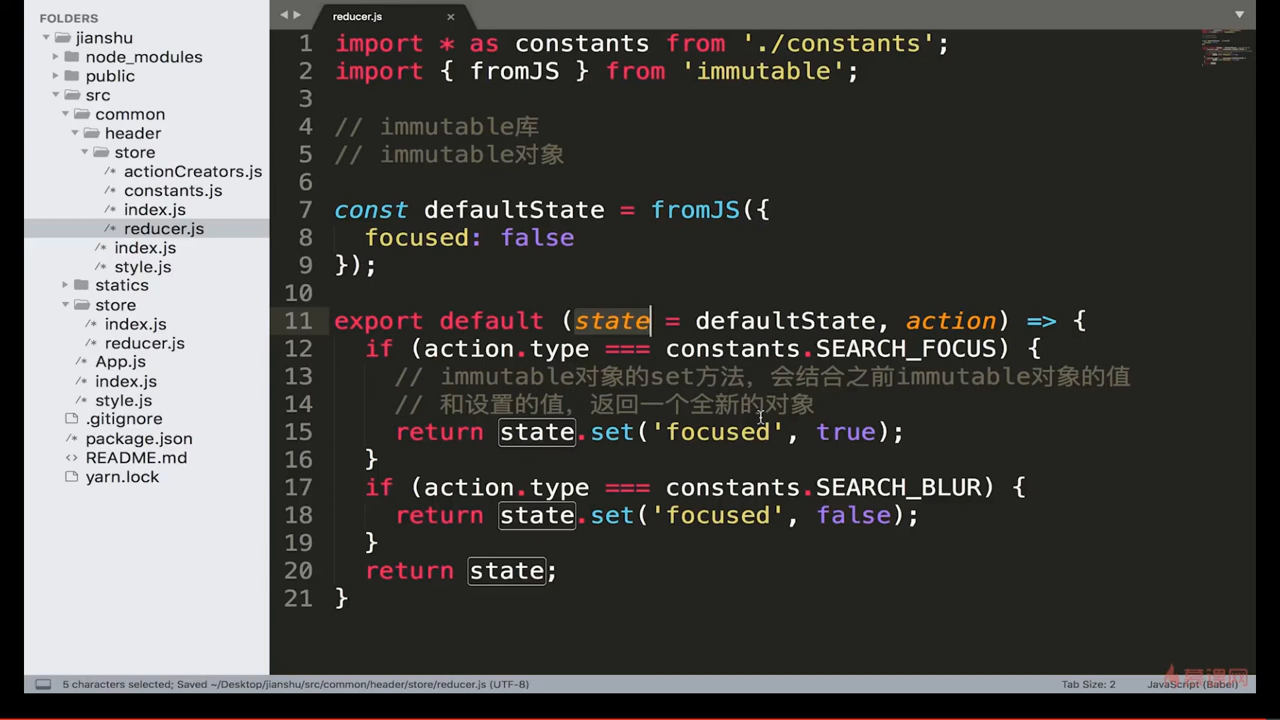 FOLDERS
jianshu
node_modules
public
src
common
header
store
actionCreators.js
constants.js
index.js
reducer.js
index.js
style.js
statics
store
index.js
reducer.js
App.js
index.js
style.js
.gitignore
package.json
README.md
yarn.lock
reducer.js
1 import * as constants from './constants';
2 import { fromJS } from 'immutable';
3
4 // immutable库
5 // immutable对象
6
7 const defaultState = fromJS({
8 focused: false
9 });
10
11 export default (state = defaultState, action) => {
12 if (action.type === constants.SEARCH_FOCUS) {
13 // immutable对象的set方法，会结合之前immutable对象的值
14 // 和设置的值，返回一个全新的对象
15 return state.set('focused', true);
16 }
17 if (action.type === constants.SEARCH_BLUR) {
18 return state.set('focused', false);
19 }
20 return state;
21 }
5 characters selected; Saved ~/Desktop/jianshu/src/common/header/store/reducer.js (UTF-8)
Tab Size: 2
JavaScript (Babel)
慕课网